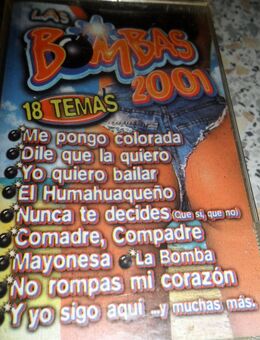 LAS
BOMBAS
2001
18 TEMAS
Me pongo colorada
Dile que la quiero
Yo quiero bailar
El Humahuaqueño
Nunca te decides (Que sí, que no)
Comadre, Compadre
Mayonesa La Bomba
No rompas mi corazón
Y yo sigo aquí ...y muchas más.